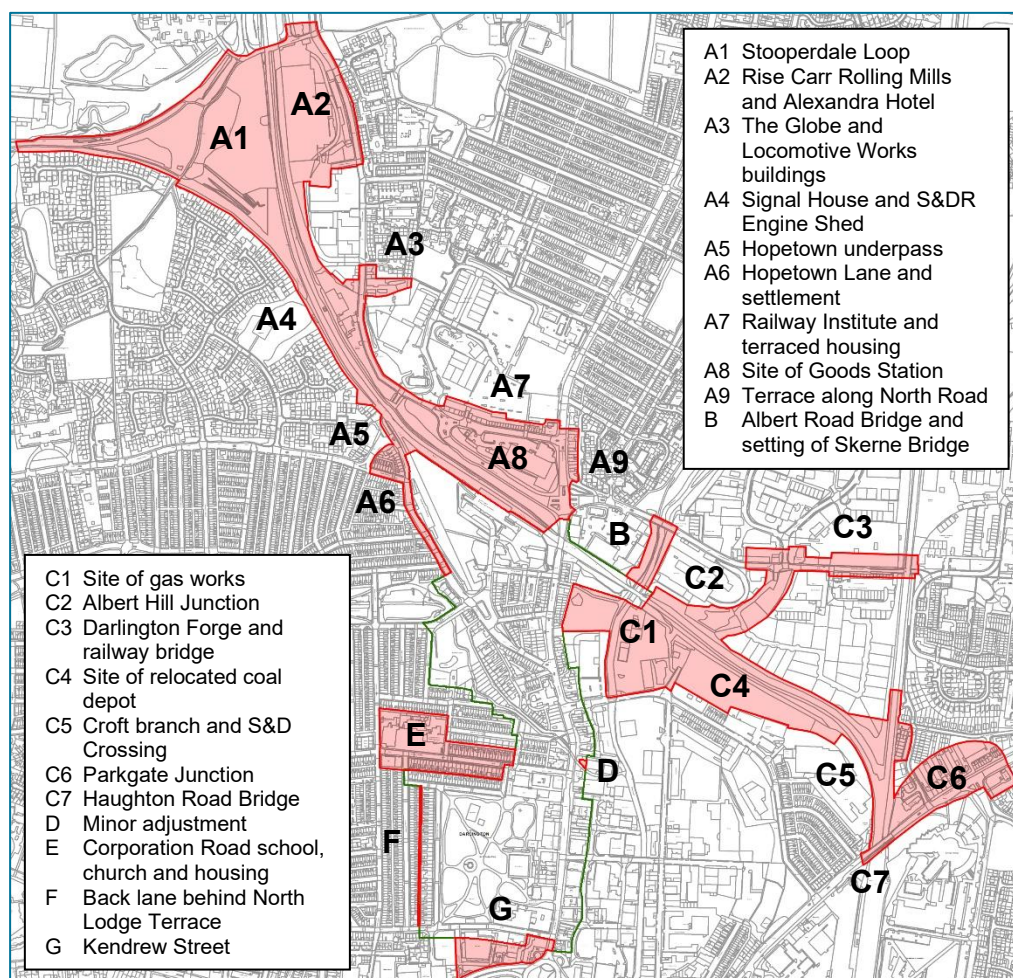 A1 Stooperdale Loop
A2 Rise Carr Rolling Mills
and Alexandra Hotel
A3 The Globe and
Locomotive Works
buildings
A4 Signal House and S&DR
Engine Shed
A5 Hopetown underpass
A6 Hopetown Lane and
settlement
A7 Railway Institute and
terraced housing
A8 Site of Goods Station
A9 Terrace along North Road
B Albert Road Bridge and
setting of Skerne Bridge
A2
A1
A3
A4
A7
A5
A8
A9
A6
B
C3
C2
C1
C4
E
D
C5
C6
F
DARLINGTON
C7
G
C1 Site of gas works
C2 Albert Hill Junction
C3 Darlington Forge and
railway bridge
C4 Site of relocated coal
depot
C5 Croft branch and S&D
Crossing
C6 Parkgate Junction
C7 Haughton Road Bridge
D Minor adjustment
E Corporation Road school,
church and housing
F Back lane behind North
Lodge Terrace
G Kendrew Street